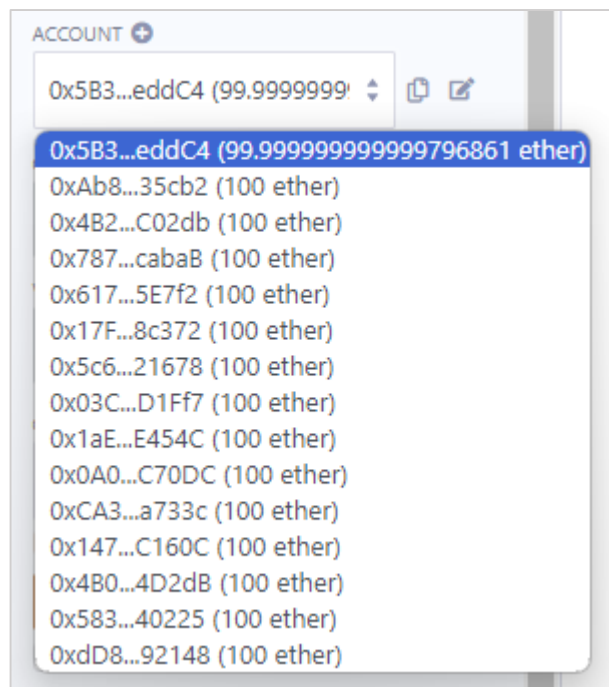 ACCOUNT
0x5B3...eddC4 (99.9999999
0x5B3...eddC4 (99.999999999999796861 ether)
0xAb8...35cb2 (100 ether)
0x4B2...C02db (100 ether)
0x787...cabaB (100 ether)
0x617...5E7f2 (100 ether)
0x17F...8c372 (100 ether)
0x5c6...21678 (100 ether)
0x03C...D1Ff7 (100 ether)
0x1aE...E454C (100 ether)
0x0A0...C70DC (100 ether)
0xCA3...a733c (100 ether)
0x147...C160C (100 ether)
0x4B0...4D2dB (100 ether)
0x583...40225 (100 ether)
0xdD8...92148 (100 ether)